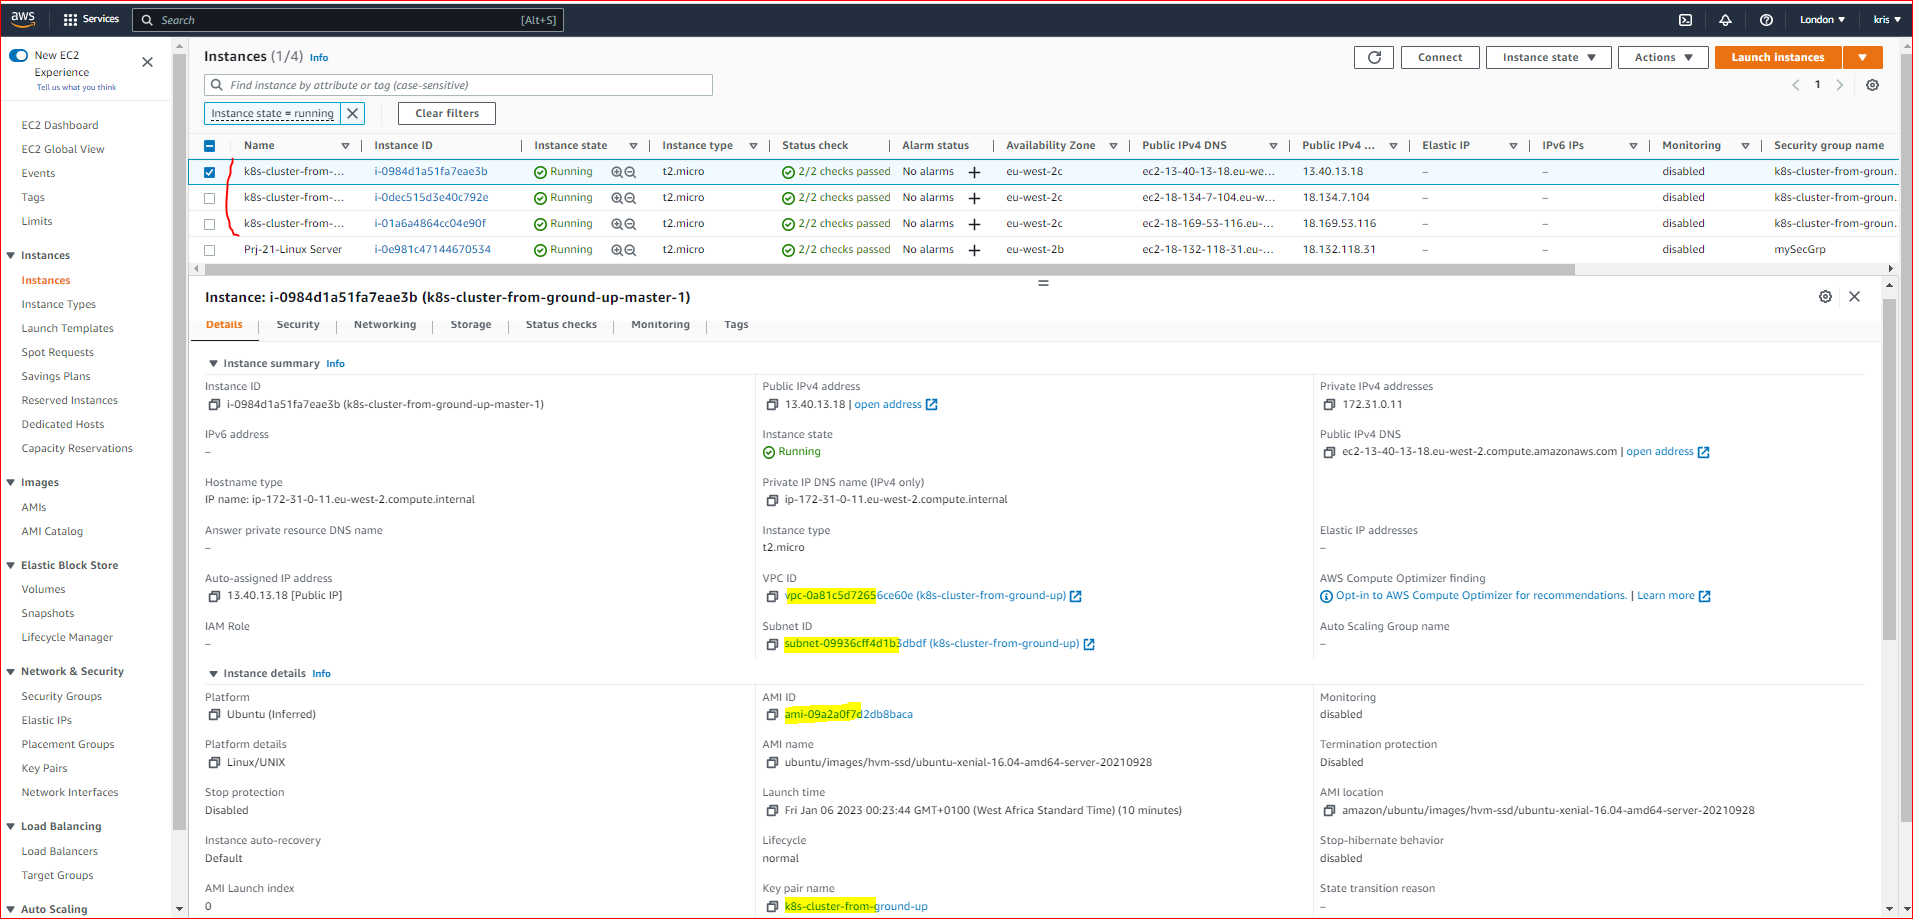 aws Services Search [Alt+S] London ▼ kris ▼
New EC2
Experience
Tell us what you think
EC2 Dashboard
EC2 Global View
Events
Tags
Limits
Instances
Instances
Instance Types
Launch Templates
Spot Requests
Savings Plans
Reserved Instances
Dedicated Hosts
Capacity Reservations
Images
AMIs
AMI Catalog
Elastic Block Store
Volumes
Snapshots
Lifecycle Manager
Network & Security
Security Groups
Elastic IPs
Placement Groups
Key Pairs
Network Interfaces
Load Balancing
Load Balancers
Target Groups
Auto Scaling
Instances (1/4) Info
Connect Instance state ▼ Actions ▼ Launch instances ▼
Find instance by attribute or tag (case-sensitive)
1
Instance state = running Clear filters
Name Instance ID Instance state Instance type Status check Alarm status Availability Zone Public IPv4 DNS Public IPv4 ... Elastic IP IPv6 IPs Monitoring Security group name
k8s-cluster-from-... i-0984d1a51fa7eae3b Running t2.micro 2/2 checks passed No alarms + eu-west-2c ec2-13-40-13-18.eu-we... 13.40.13.18 – – disabled k8s-cluster-from-groun...
k8s-cluster-from-... i-0dec515d3e40c792e Running t2.micro 2/2 checks passed No alarms + eu-west-2c ec2-18-134-7-104.eu-w... 18.134.7.104 – – disabled k8s-cluster-from-groun...
k8s-cluster-from-... i-01a6a4864cc04e90f Running t2.micro 2/2 checks passed No alarms + eu-west-2c ec2-18-169-53-116.eu-... 18.169.53.116 – – disabled k8s-cluster-from-groun...
Prj-21-Linux Server i-0e981c47144670534 Running t2.micro 2/2 checks passed No alarms + eu-west-2b ec2-18-132-118-31.eu-... 18.132.118.31 – – disabled mySecGrp
Instance: i-0984d1a51fa7eae3b (k8s-cluster-from-ground-up-master-1)
Details Security Networking Storage Status checks Monitoring Tags
Instance summary Info
Instance ID
i-0984d1a51fa7eae3b (k8s-cluster-from-ground-up-master-1)
Public IPv4 address
13.40.13.18 | open address
Private IPv4 addresses
172.31.0.11
IPv6 address
–
Instance state
Running
Public IPv4 DNS
ec2-13-40-13-18.eu-west-2.compute.amazonaws.com | open address
Hostname type
IP name: ip-172-31-0-11.eu-west-2.compute.internal
Private IP DNS name (IPv4 only)
ip-172-31-0-11.eu-west-2.compute.internal
Answer private resource DNS name
–
Instance type
t2.micro
Elastic IP addresses
–
Auto-assigned IP address
13.40.13.18 [Public IP]
VPC ID
vpc-0a81c5d72656ce60e (k8s-cluster-from-ground-up)
AWS Compute Optimizer finding
Opt-in to AWS Compute Optimizer for recommendations. | Learn more
IAM Role
–
Subnet ID
subnet-09936cff4d1b3dbdf (k8s-cluster-from-ground-up)
Auto Scaling Group name
–
Instance details Info
Platform
Ubuntu (Inferred)
AMI ID
ami-09a2a0f7d2db8baca
Monitoring
disabled
Platform details
Linux/UNIX
AMI name
ubuntu/images/hvm-ssd/ubuntu-xenial-16.04-amd64-server-20210928
Termination protection
Disabled
Stop protection
Disabled
Launch time
Fri Jan 06 2023 00:23:44 GMT+0100 (West Africa Standard Time) (10 minutes)
AMI location
amazon/ubuntu/images/hvm-ssd/ubuntu-xenial-16.04-amd64-server-20210928
Instance auto-recovery
Default
Lifecycle
normal
Stop-hibernate behavior
disabled
AMI Launch index
0
Key pair name
k8s-cluster-from-ground-up
State transition reason
–